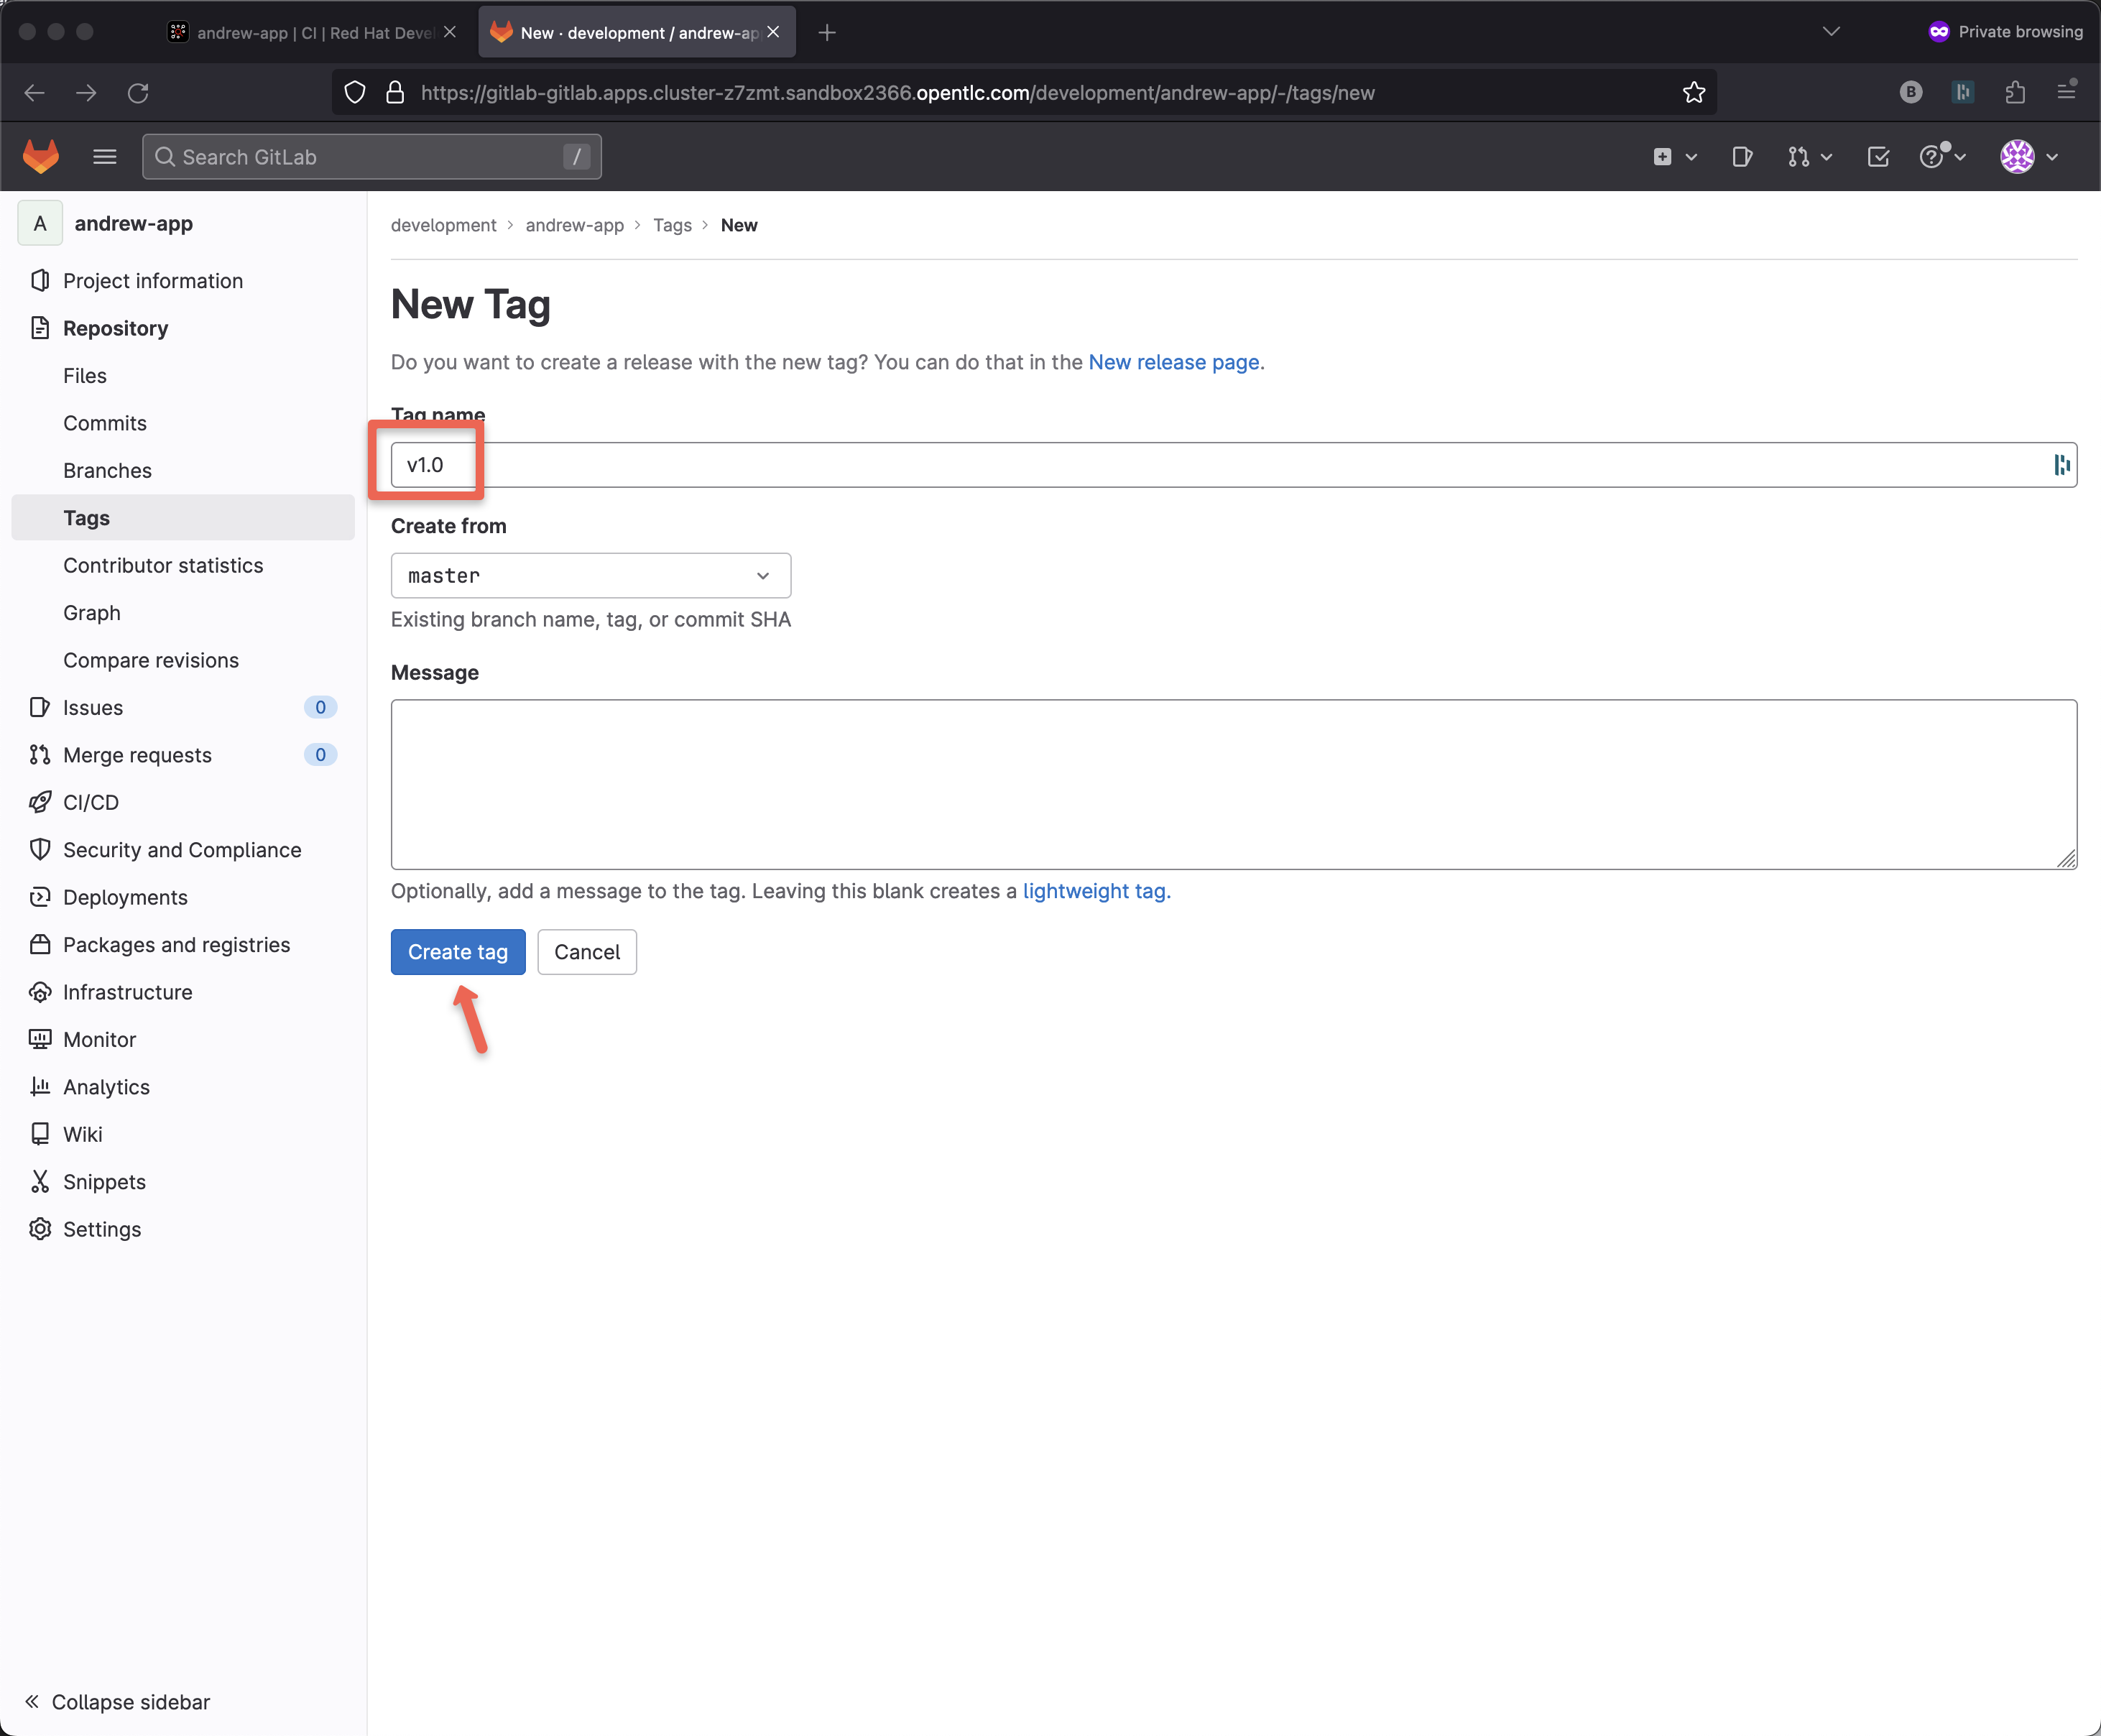 andrew-app | CI | Red Hat Devel
New · development / andrew-ap
Private browsing
https://gitlab-gitlab.apps.cluster-z7zmt.sandbox2366.opentlc.com/development/andrew-app/-/tags/new
B
Search GitLab
/
A
andrew-app
Project information
Repository
Files
Commits
Branches
Tags
Contributor statistics
Graph
Compare revisions
Issues
0
Merge requests
0
CI/CD
Security and Compliance
Deployments
Packages and registries
Infrastructure
Monitor
Analytics
Wiki
Snippets
Settings
Collapse sidebar
development > andrew-app > Tags > New
New Tag
Do you want to create a release with the new tag? You can do that in the New release page.
Tag name
v1.0
Create from
master
Existing branch name, tag, or commit SHA
Message
Optionally, add a message to the tag. Leaving this blank creates a lightweight tag.
Create tag
Cancel